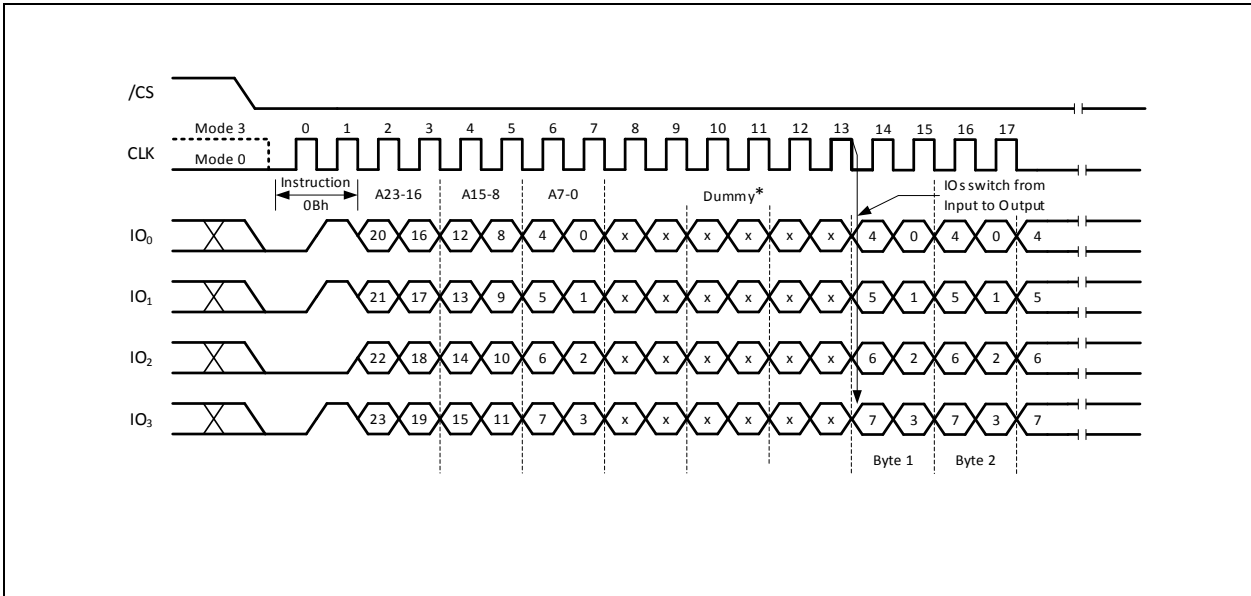 /CS
Mode 3 0 1 2 3 4 5 6 7 8 9 10 11 12 13 14 15 16 17
CLK
Mode 0
Instruction IOs switch from
0Bh A23-16 A15-8 A7-0 Dummy* Input to Output
IO0 20 16 12 8 4 0 x x x x x x 4 0 4 0 4
IO1 21 17 13 9 5 1 x x x x x x 5 1 5 1 5
IO2 22 18 14 10 6 2 x x x x x x 6 2 6 2 6
IO3 23 19 15 11 7 3 x x x x x x 7 3 7 3 7
Byte 1 Byte 2